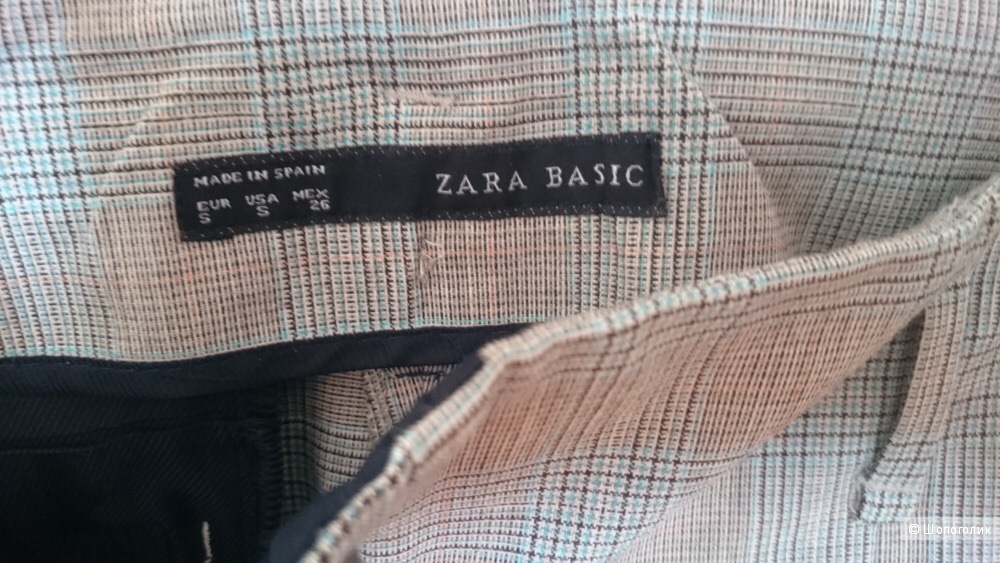 MADE IN SPAIN
EUR USA MEX
S S 26
ZARA BASIC
© Шопоголик